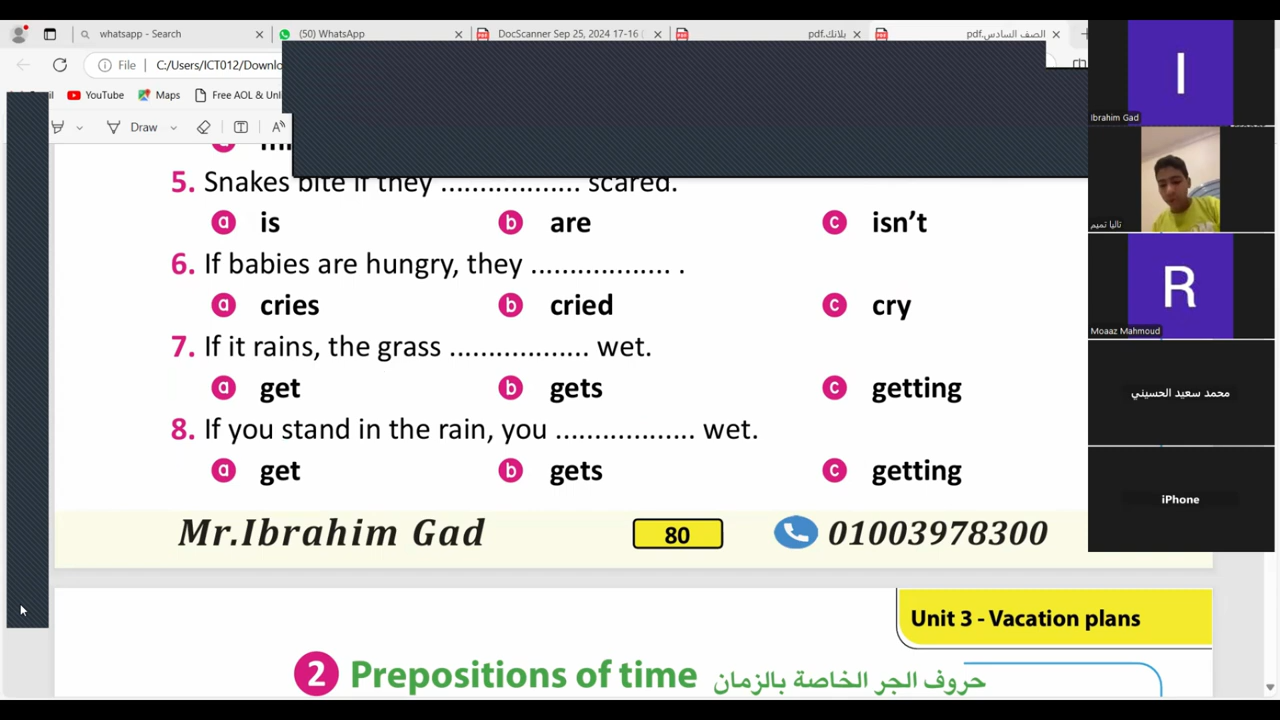 whatsapp - Search
(50) WhatsApp
DocScanner Sep 25, 2024 17-16
بلانك.pdf
الصف السادس.pdf
File
C:/Users/ICT012/Downlo
YouTube
Maps
Free AOL & Unl
Draw
5. Snakes bite if they .................. scared.
a is b are c isn't
6. If babies are hungry, they .................. .
a cries b cried c cry
7. If it rains, the grass .................. wet.
a get b gets c getting
8. If you stand in the rain, you .................. wet.
a get b gets c getting
Mr.Ibrahim Gad 80 01003978300
Unit 3 - Vacation plans
2 Prepositions of time حروف الجر الخاصة بالزمان
I
Ibrahim Gad
تاليا تميم
R
Moaaz Mahmoud
محمد سعيد الحسيني
iPhone